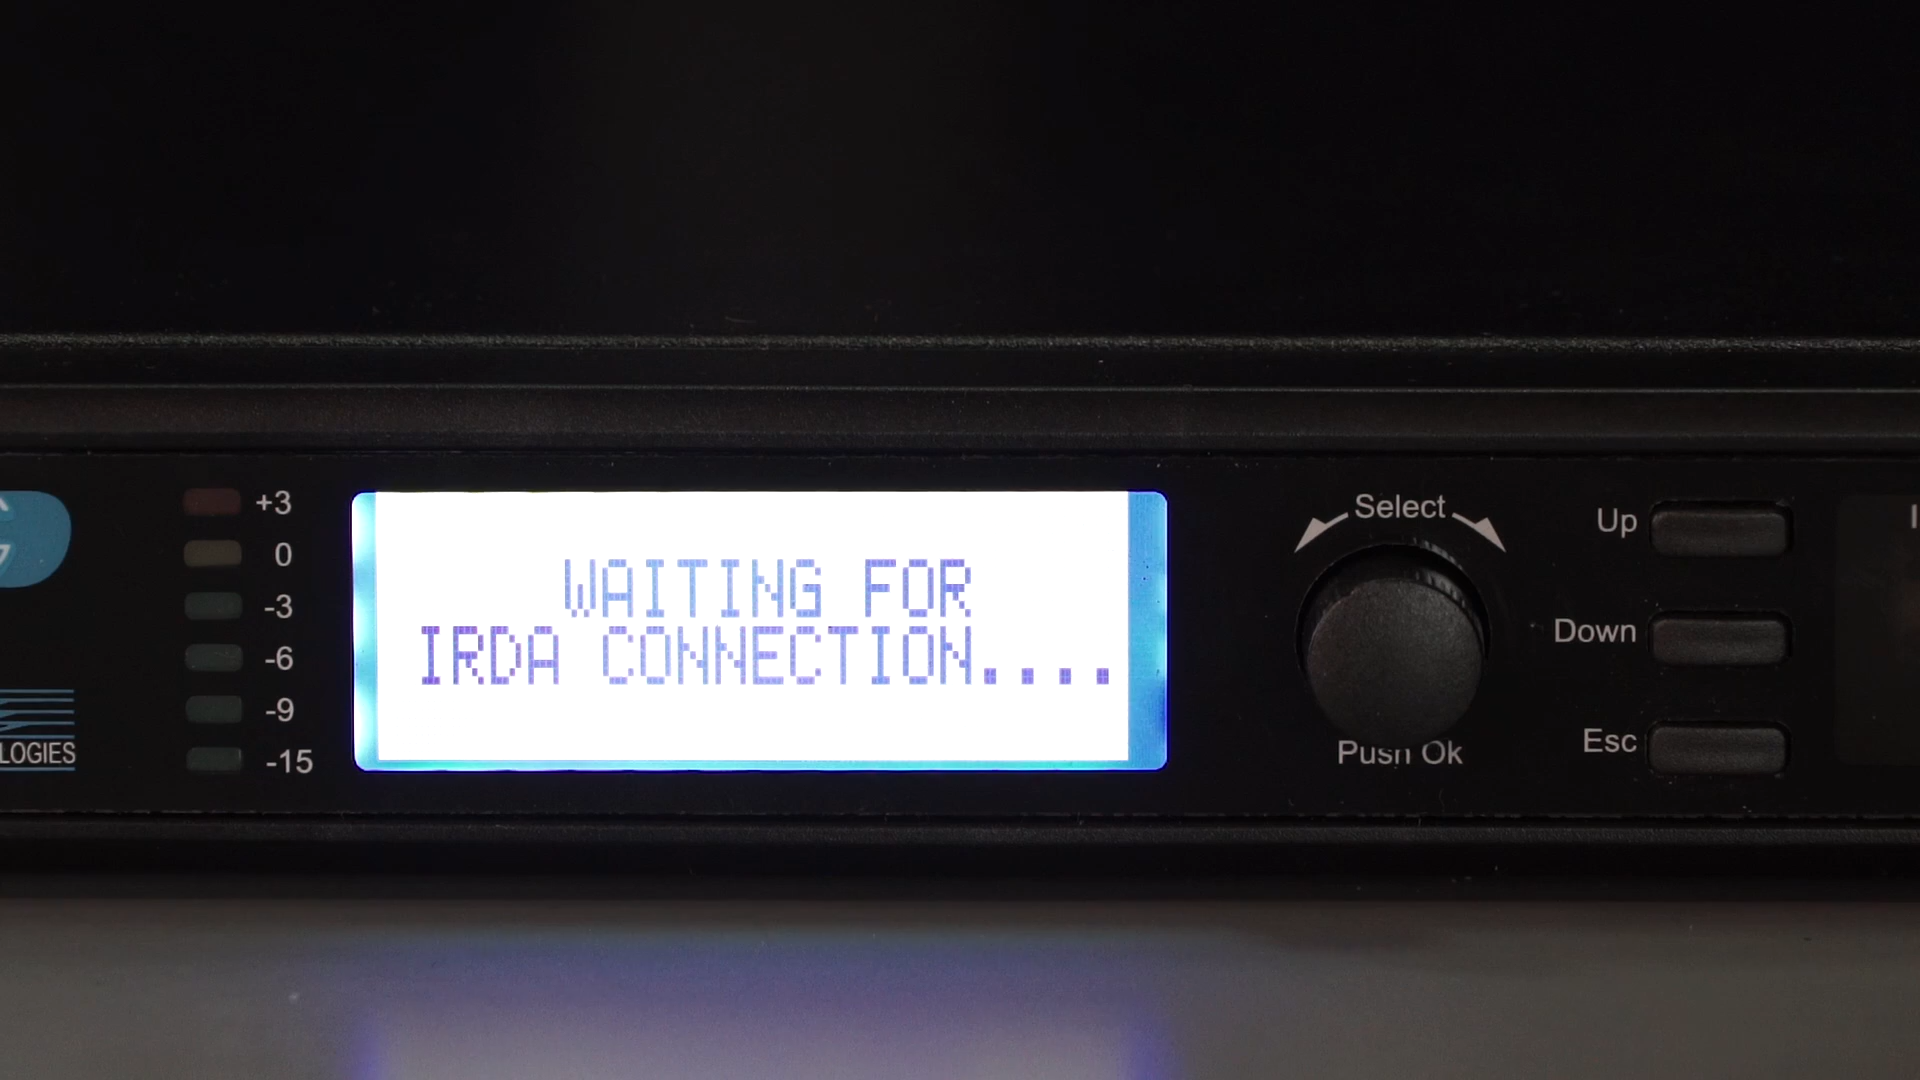 +3
0
-3
-6
-9
-15
LOGIES
WAITING FOR
IRDA CONNECTION....
Select
Push Ok
Up
Down
Esc